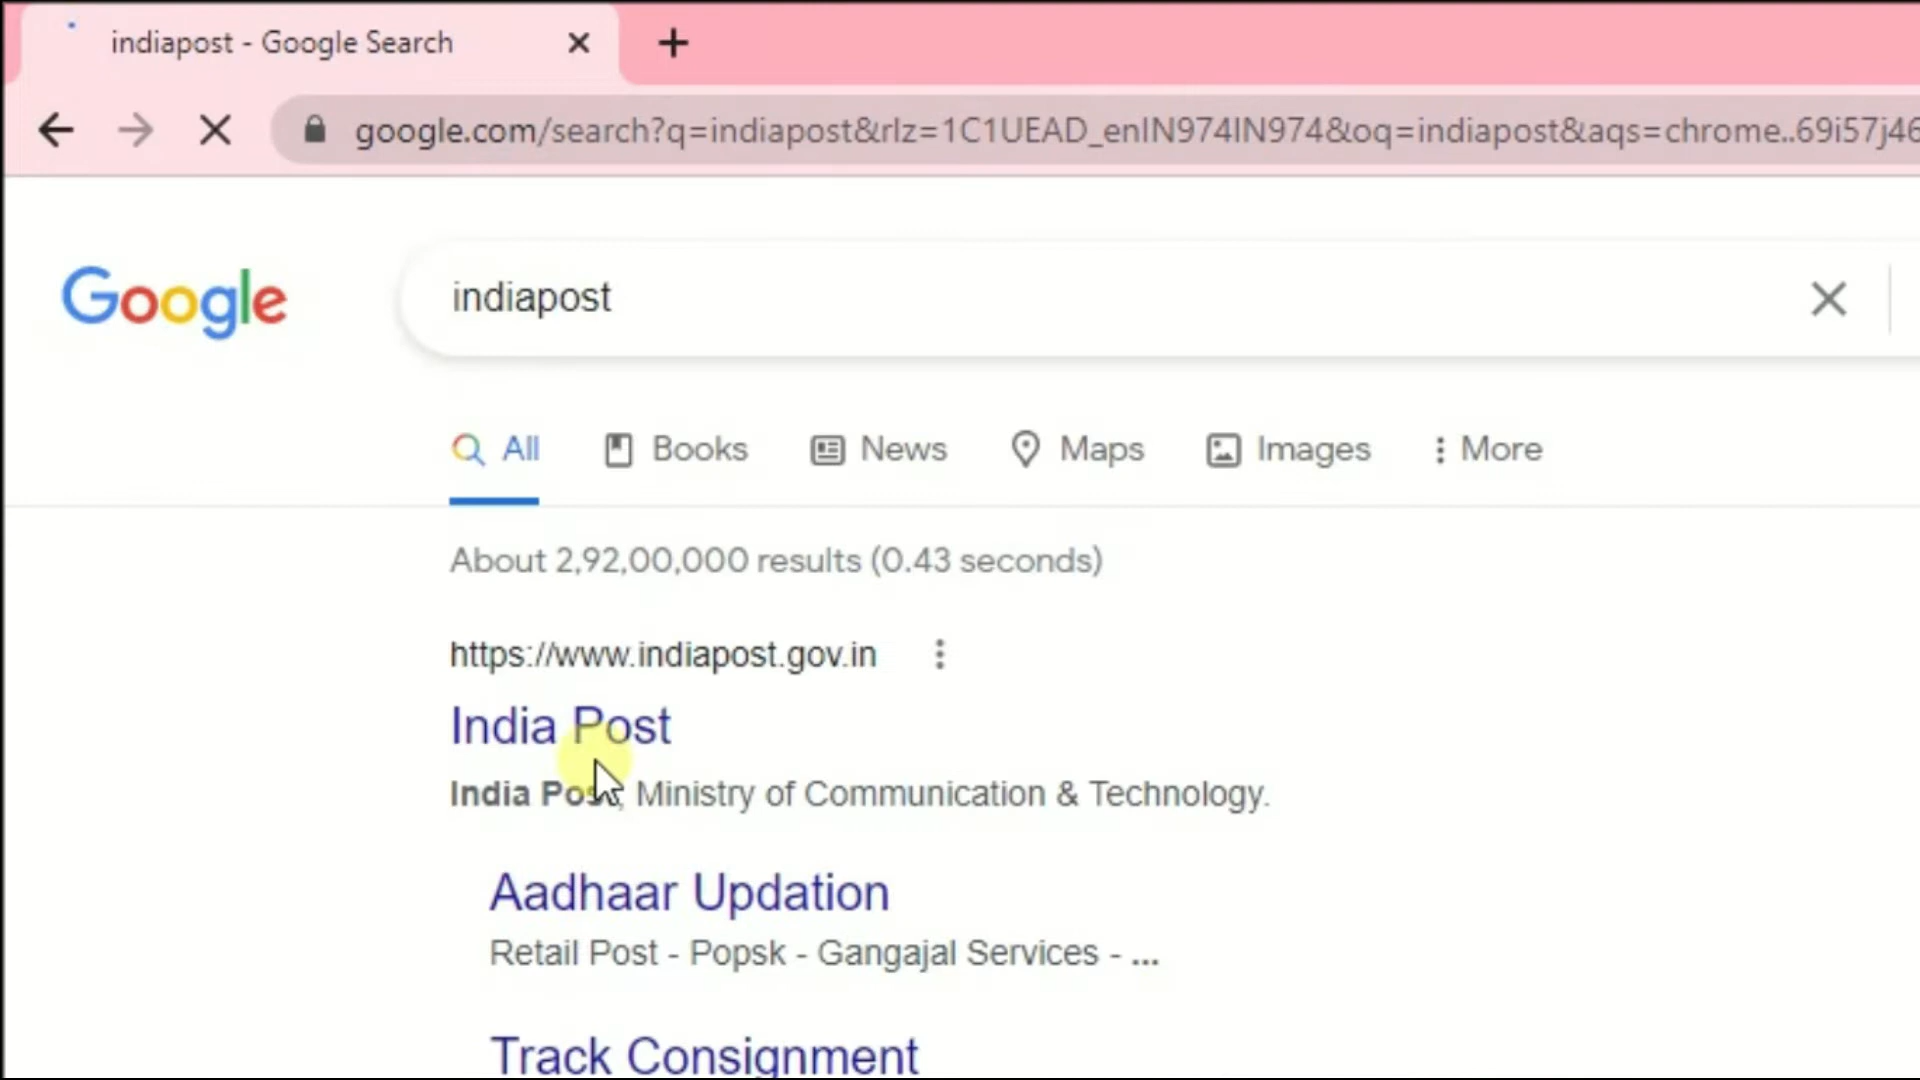 indiapost - Google Search
google.com/search?q=indiapost&rlz=1C1UEAD_enIN974IN974&oq=indiapost&aqs=chrome..69i57j46
Google
indiapost
All Books News Maps Images More
About 2,92,00,000 results (0.43 seconds)
https://www.indiapost.gov.in
India Post
India Post, Ministry of Communication & Technology.
Aadhaar Updation
Retail Post - Popsk - Gangajal Services - ...
Track Consignment